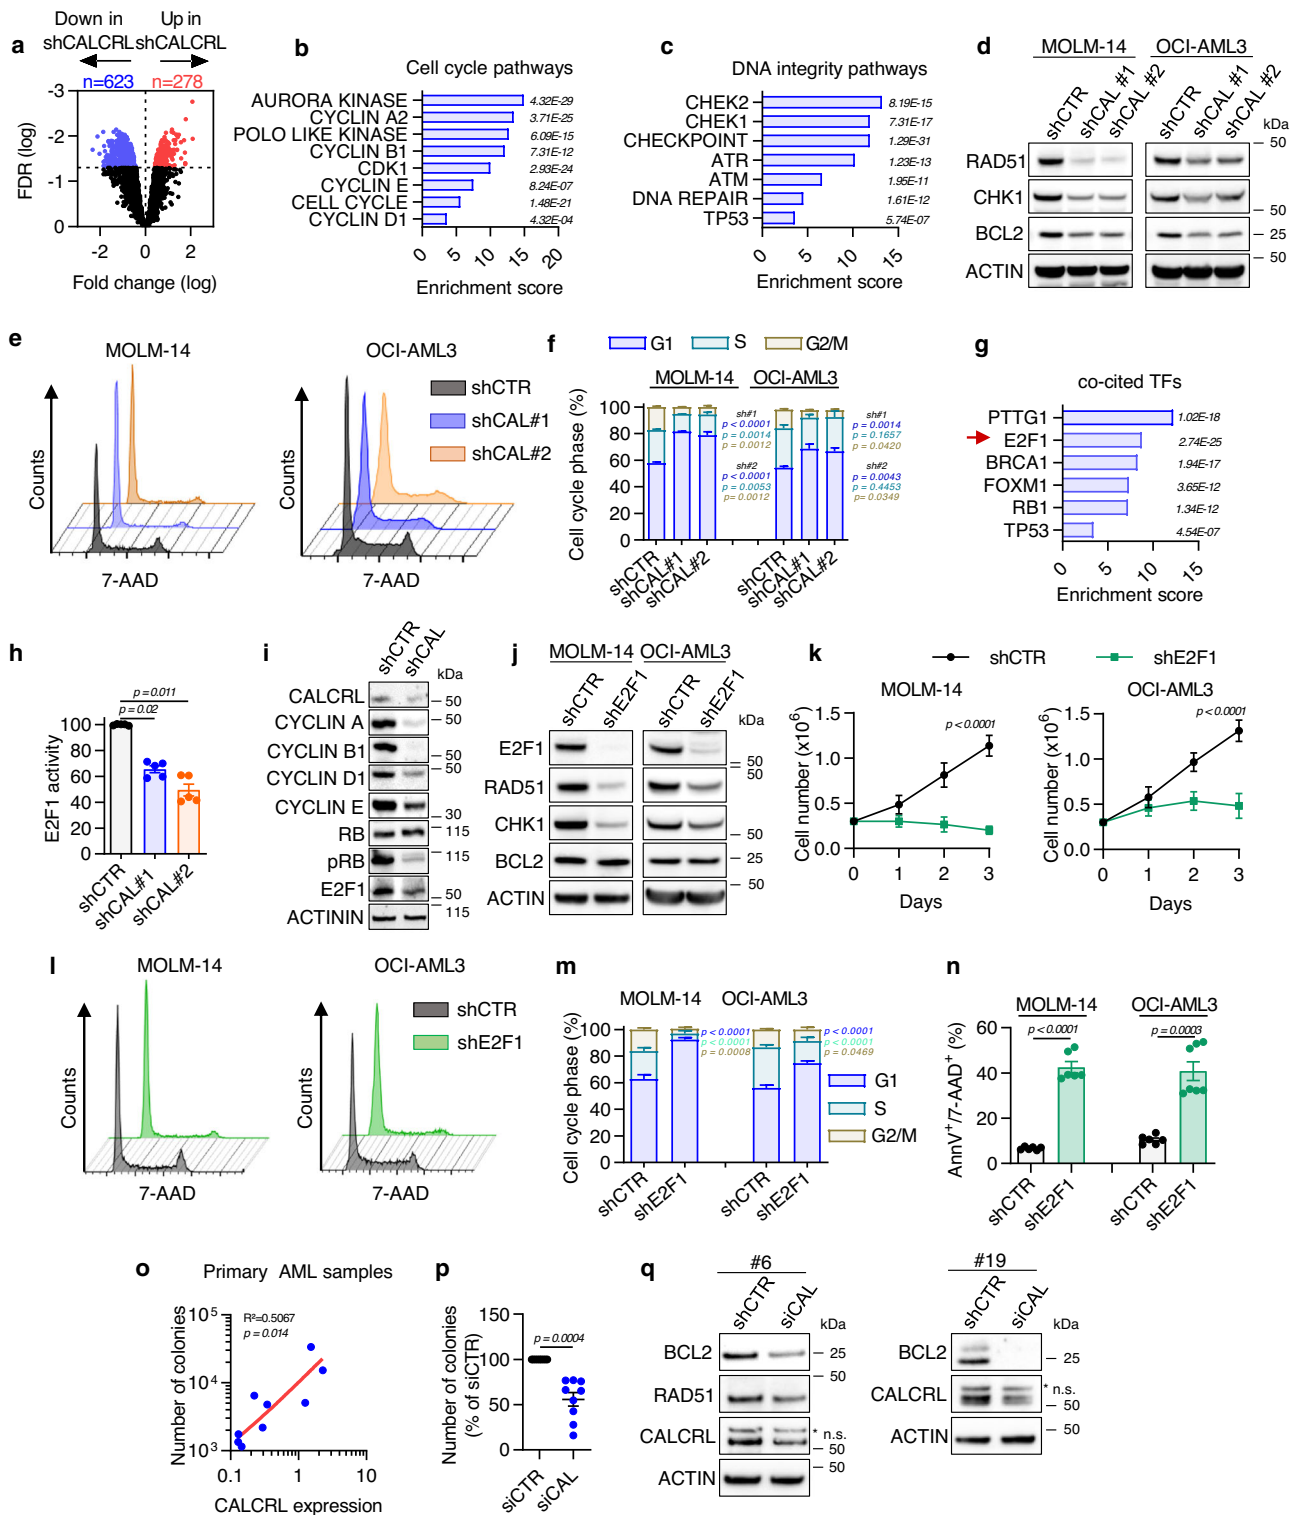 a
Down in
shCALCRL
Up in
shCALCRL
n=623
n=278
-3
-2
-1
0
FDR (log)
-2
0
2
Fold change (log)
b
Cell cycle pathways
AURORA KINASE
4.32E-29
CYCLIN A2
3.71E-25
POLO LIKE KINASE
6.09E-15
CYCLIN B1
7.31E-12
CDK1
2.93E-24
CYCLIN E
8.24E-07
CELL CYCLE
1.48E-21
CYCLIN D1
4.32E-04
0
5
10
15
20
Enrichment score
c
DNA integrity pathways
CHEK2
8.19E-15
CHEK1
7.31E-17
CHECKPOINT
1.29E-31
ATR
1.23E-13
ATM
1.95E-11
DNA REPAIR
1.61E-12
TP53
5.74E-07
0
5
10
15
Enrichment score
d
MOLM-14
OCI-AML3
shCTR
shCAL #1
shCAL #2
shCTR
shCAL #1
shCAL #2
kDa
RAD51
50
CHK1
50
BCL2
25
50
ACTIN
e
MOLM-14
OCI-AML3
Counts
Counts
shCTR
shCAL#1
shCAL#2
7-AAD
7-AAD
f
G1
S
G2/M
MOLM-14
OCI-AML3
Cell cycle phase (%)
100
80
60
40
20
0
sh#1
p < 0.0001
p = 0.0014
p = 0.0012
sh#2
p < 0.0001
p = 0.0053
p = 0.0012
sh#1
p = 0.0014
p = 0.1657
p = 0.0420
sh#2
p = 0.0043
p = 0.4453
p = 0.0349
shCTR
shCAL#1
shCAL#2
shCTR
shCAL#1
shCAL#2
g
co-cited TFs
PTTG1
1.02E-18
E2F1
2.74E-25
BRCA1
1.94E-17
FOXM1
3.65E-12
RB1
1.34E-12
TP53
4.54E-07
0
5
10
15
Enrichment score
h
p = 0.011
p = 0.02
E2F1 activity
100
80
60
40
20
0
shCTR
shCAL#1
shCAL#2
i
shCTR
shCAL
kDa
CALCRL
50
CYCLIN A
50
CYCLIN B1
50
CYCLIN D1
50
CYCLIN E
30
RB
115
pRB
115
E2F1
50
ACTININ
115
j
MOLM-14
OCI-AML3
shCTR
shE2F1
shCTR
shE2F1
kDa
E2F1
50
RAD51
50
CHK1
50
BCL2
25
ACTIN
50
k
shCTR
shE2F1
MOLM-14
OCI-AML3
Cell number (x10⁶)
1.5
1.0
0.5
0.0
p < 0.0001
0
1
2
3
Days
Cell number (x10⁶)
1.5
1.0
0.5
0.0
p < 0.0001
0
1
2
3
Days
l
MOLM-14
OCI-AML3
Counts
Counts
shCTR
shE2F1
7-AAD
7-AAD
m
MOLM-14
OCI-AML3
Cell cycle phase (%)
100
80
60
40
20
0
p < 0.0001
p < 0.0001
p = 0.0008
p < 0.0001
p < 0.0001
p = 0.0469
G1
S
G2/M
shCTR
shE2F1
shCTR
shE2F1
n
MOLM-14
OCI-AML3
p < 0.0001
p = 0.0003
AnnV⁺/7-AAD⁺ (%)
60
40
20
0
shCTR
shE2F1
shCTR
shE2F1
o
Primary AML samples
Number of colonies
10⁵
10⁴
10³
R²=0.5067
p = 0.014
0.1
1
10
CALCRL expression
p
Number of colonies
(% of siCTR)
150
100
50
0
p = 0.0004
siCTR
siCAL
q
#6
shCTR
siCAL
kDa
BCL2
25
50
RAD51
CALCRL
* n.s.
50
50
ACTIN
#19
shCTR
siCAL
kDa
BCL2
25
CALCRL
* n.s.
50
ACTIN
50